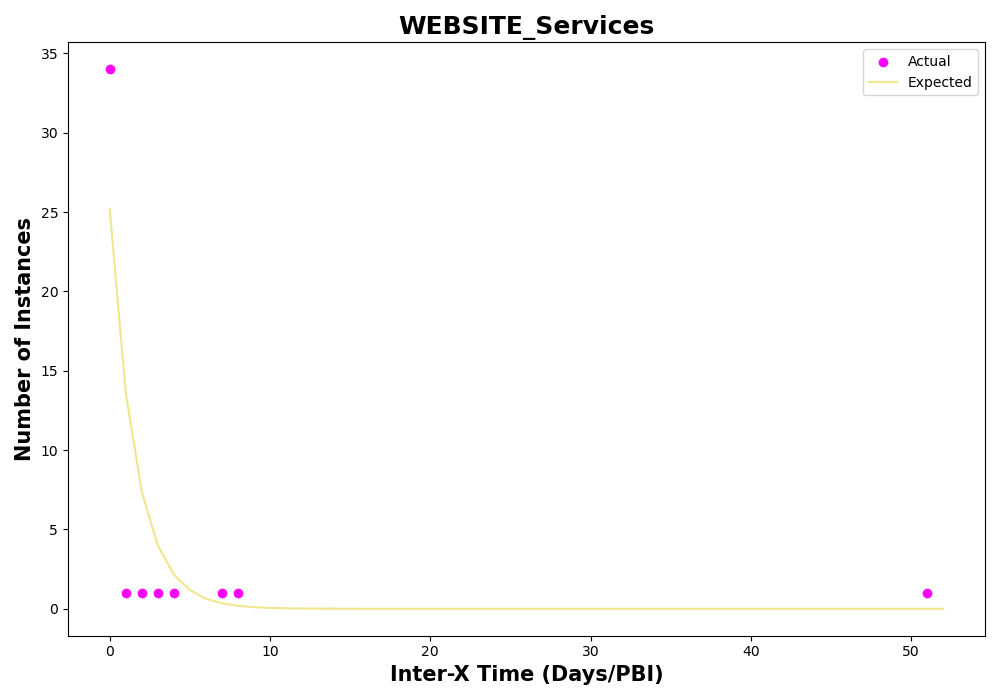 WEBSITE_Services
Actual
Expected
35
30
25
20
15
10
5
0
Number of Instances
0 10 20 30 40 50
Inter-X Time (Days/PBI)